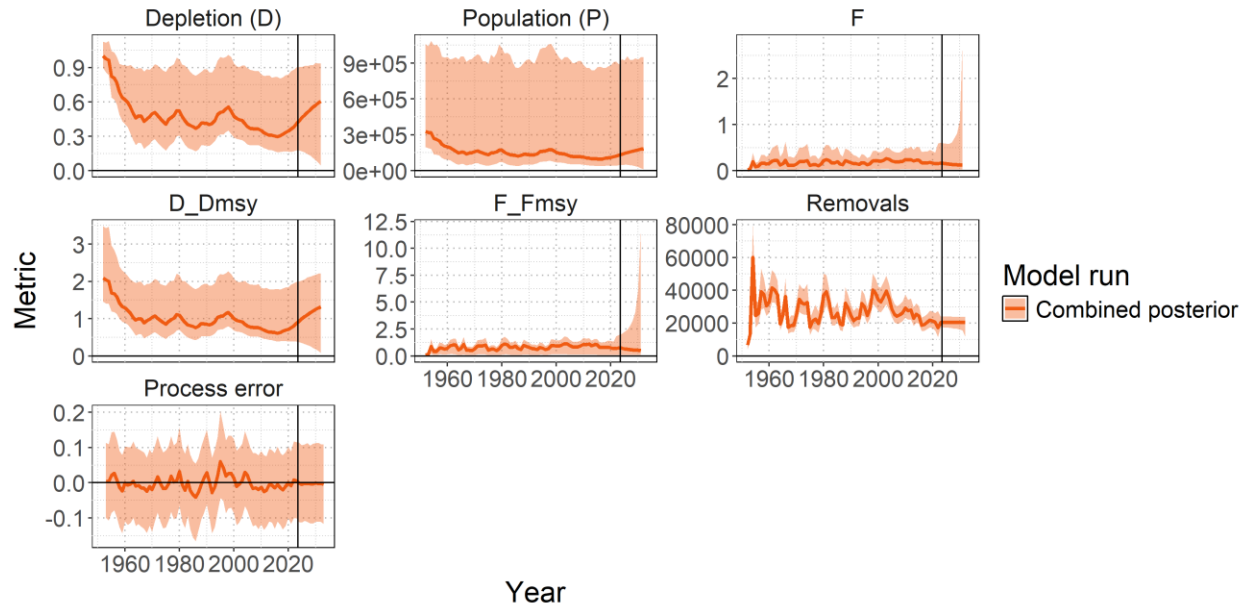 Depletion (D)
Population (P)
F
0.9
0.6
0.3
0.0
9e+05
6e+05
3e+05
0e+00
2
1
0
D_Dmsy
F_Fmsy
Removals
3
2
1
0
12.5
10.0
7.5
5.0
2.5
0.0
80000
60000
40000
20000
0
1960 1980 2000 2020
1960 1980 2000 2020
Process error
0.2
0.1
0.0
-0.1
1960 1980 2000 2020
Metric
Year
Model run
Combined posterior